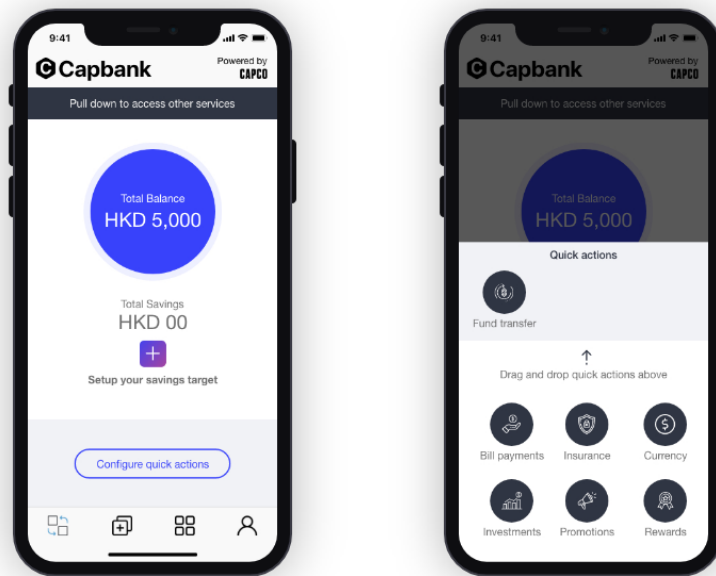 9:41
Capbank
Powered by
CAPCO
Pull down to access other services
Total Balance
HKD 5,000
Total Savings
HKD 00
Setup your savings target
Configure quick actions
9:41
Capbank
Powered by
CAPCO
Pull down to access other services
Total Balance
HKD 5,000
Quick actions
Fund transfer
Drag and drop quick actions above
Bill payments Insurance Currency
Investments Promotions Rewards